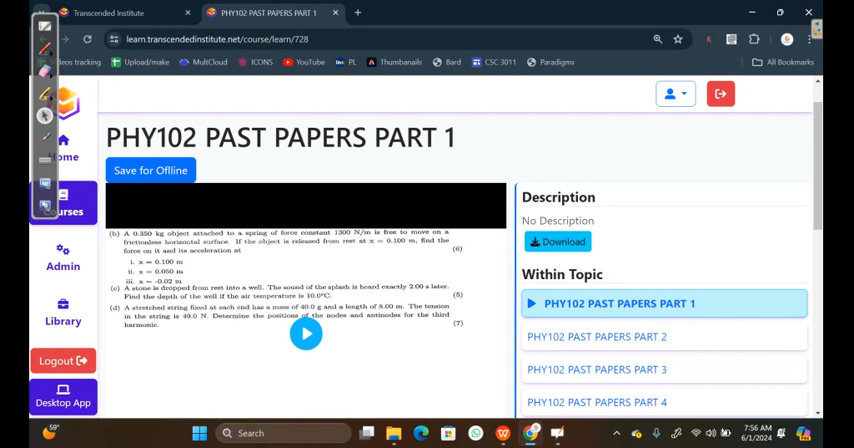 Transcended Institute
PHY102 PAST PAPERS PART 1
learn.transcendedinstitute.net/course/learn/728
K
Videos tracking
Upload/make
MultCloud
ICONS
YouTube
PL
Thumbanails
Bard
CSC 3011
Paradigms
All Bookmarks
Home
Courses
Admin
Library
Logout
Desktop App
PHY102 PAST PAPERS PART 1
Save for Oflline
(b) A 0.350 kg object attached to a spring of force constant 1300 N/m is free to move on a
frictionless horizontal surface. If the object is released from rest at x = 0.100 m, find the
force on it and its acceleration at (6)
i. x = 0.100 m
ii. x = 0.050 m
iii. x = -0.02 m
(c) A stone is dropped from rest into a well. The sound of the splash is heard exactly 2.00 s later.
Find the depth of the well if the air temperature is 10.0°C. (5)
(d) A stretched string fixed at each end has a mass of 40.0 g and a length of 8.00 m. The tension
in the string is 49.0 N. Determine the positions of the nodes and antinodes for the third
harmonic. (7)
Description
No Description
Download
Within Topic
PHY102 PAST PAPERS PART 1
PHY102 PAST PAPERS PART 2
PHY102 PAST PAPERS PART 3
PHY102 PAST PAPERS PART 4
59°
Search
7:56 AM
6/1/2024